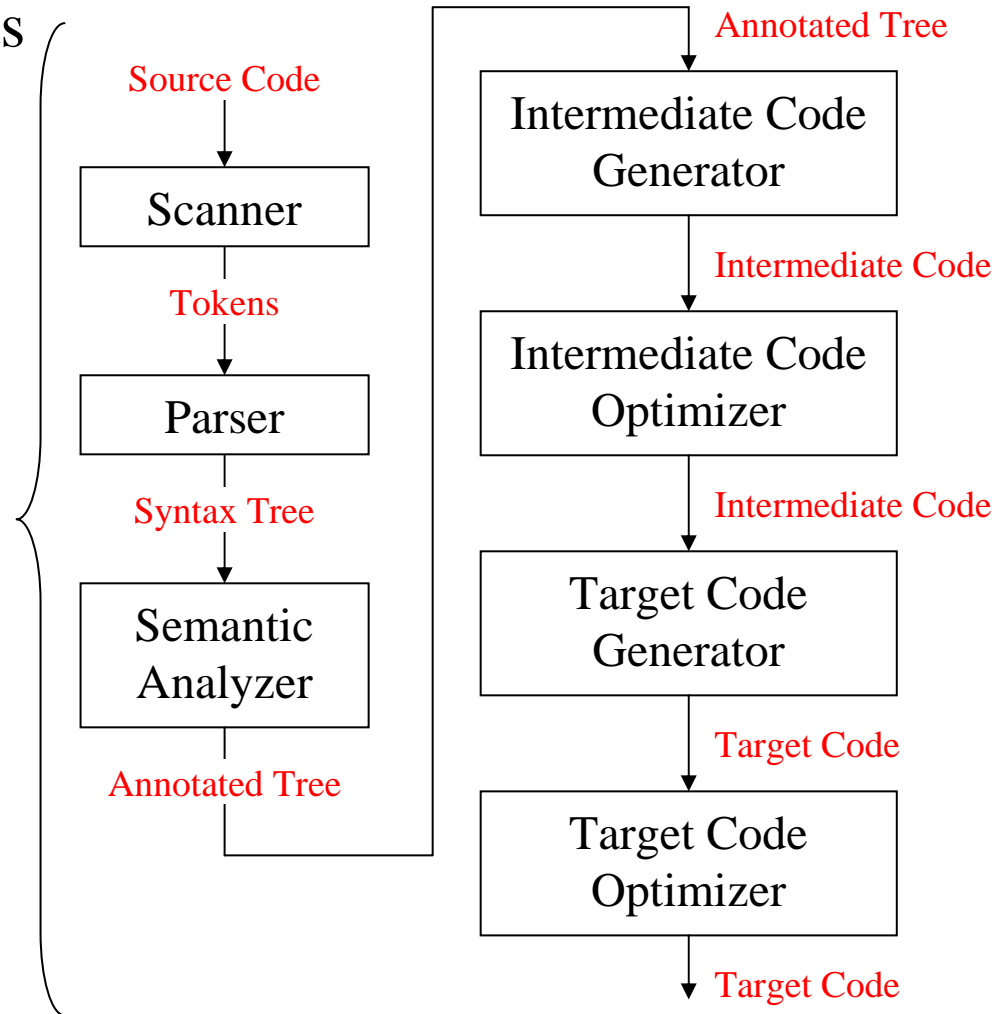 s
Source Code
Scanner
Tokens
Parser
Syntax Tree
Semantic
Analyzer
Annotated Tree
Annotated Tree
Intermediate Code
Generator
Intermediate Code
Intermediate Code
Optimizer
Intermediate Code
Target Code
Generator
Target Code
Target Code
Optimizer
Target Code